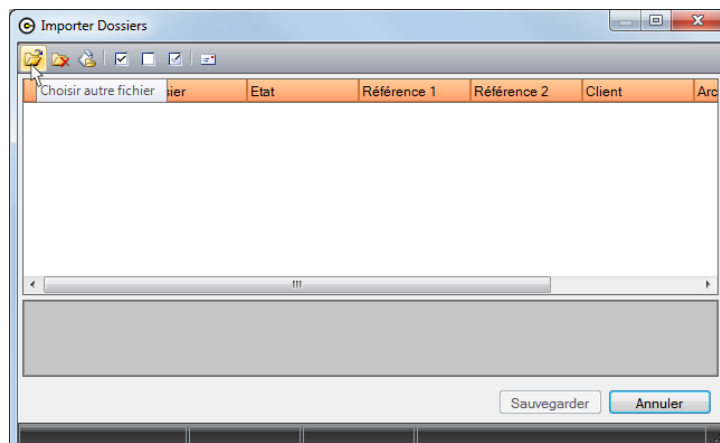 Importer Dossiers
Choisir autre fichier
sier Etat Référence 1 Référence 2 Client Arc
Sauvegarder Annuler